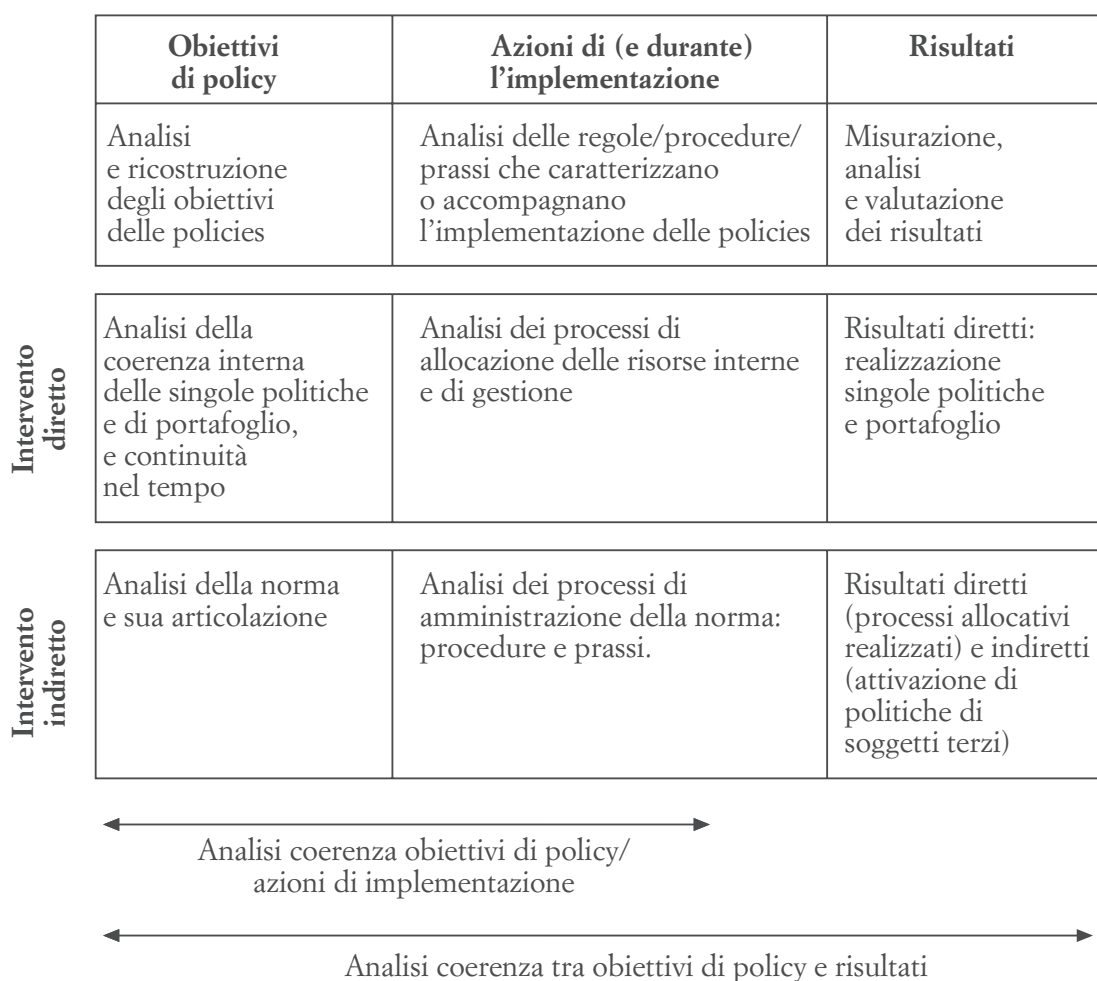 Obiettivi
di policy
Azioni di (e durante)
l'implementazione
Risultati
Analisi
e ricostruzione
degli obiettivi
delle policies
Analisi delle regole/procedure/
prassi che caratterizzano
o accompagnano
l'implementazione delle policies
Misurazione,
analisi
e valutazione
dei risultati
Intervento
diretto
Analisi della
coerenza interna
delle singole politiche
e di portafoglio,
e continuità
nel tempo
Analisi dei processi di
allocazione delle risorse interne
e di gestione
Risultati diretti:
realizzazione
singole politiche
e portafoglio
Intervento
indiretto
Analisi della norma
e sua articolazione
Analisi dei processi di
amministrazione della norma:
procedure e prassi.
Risultati diretti
(processi allocativi
realizzati) e indiretti
(attivazione di
politiche di
soggetti terzi)
Analisi coerenza obiettivi di policy/
azioni di implementazione
Analisi coerenza tra obiettivi di policy e risultati